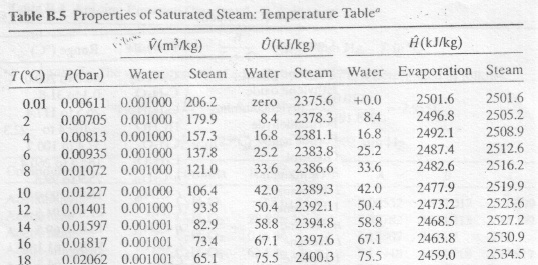 Table B.5 Properties of Saturated Steam: Temperature Tableᵃ
V̂(m³/kg) Û(kJ/kg) Ĥ(kJ/kg)
T(°C) P(bar) Water Steam Water Steam Water Evaporation Steam
0.01 0.00611 0.001000 206.2 zero 2375.6 +0.0 2501.6 2501.6
2 0.00705 0.001000 179.9 8.4 2378.3 8.4 2496.8 2505.2
4 0.00813 0.001000 157.3 16.8 2381.1 16.8 2492.1 2508.9
6 0.00935 0.001000 137.8 25.2 2383.8 25.2 2487.4 2512.6
8 0.01072 0.001000 121.0 33.6 2386.6 33.6 2482.6 2516.2
10 0.01227 0.001000 106.4 42.0 2389.3 42.0 2477.9 2519.9
12 0.01401 0.001000 93.8 50.4 2392.1 50.4 2473.2 2523.6
14 0.01597 0.001001 82.9 58.8 2394.8 58.8 2468.5 2527.2
16 0.01817 0.001001 73.4 67.1 2397.6 67.1 2463.8 2530.9
18 0.02062 0.001001 65.1 75.5 2400.3 75.5 2459.0 2534.5